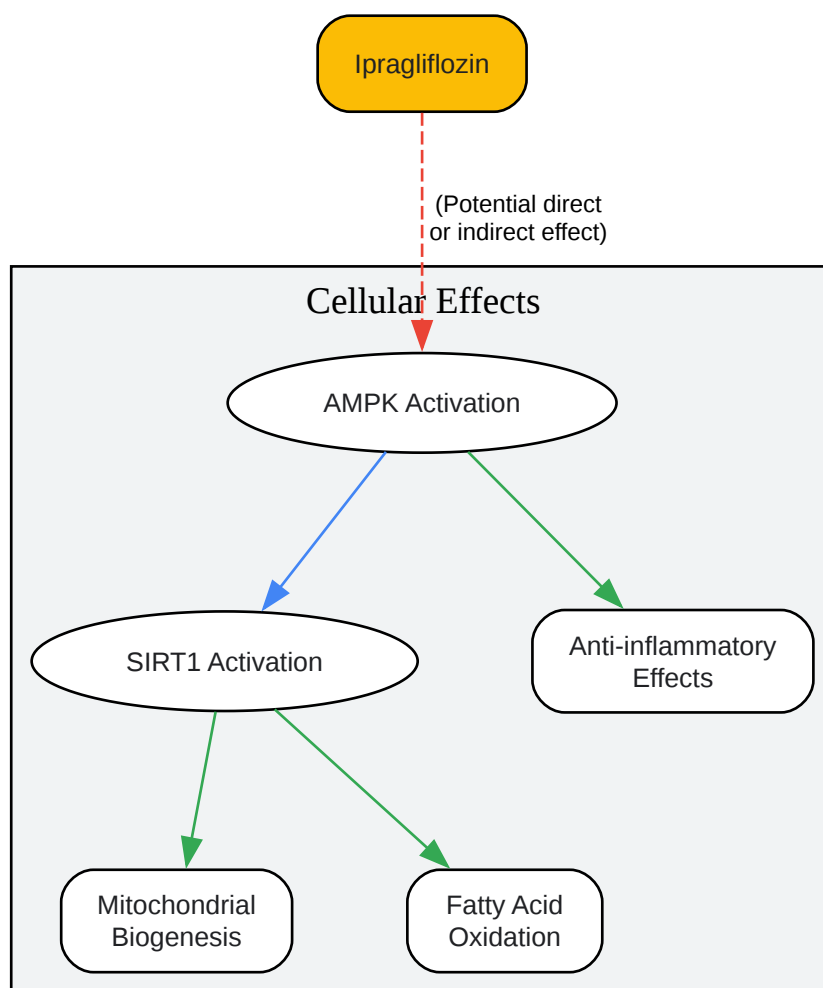 Ipragliflozin
(Potential direct
or indirect effect)
Cellular Effects
AMPK Activation
SIRT1 Activation
Anti-inflammatory
Effects
Mitochondrial
Biogenesis
Fatty Acid
Oxidation